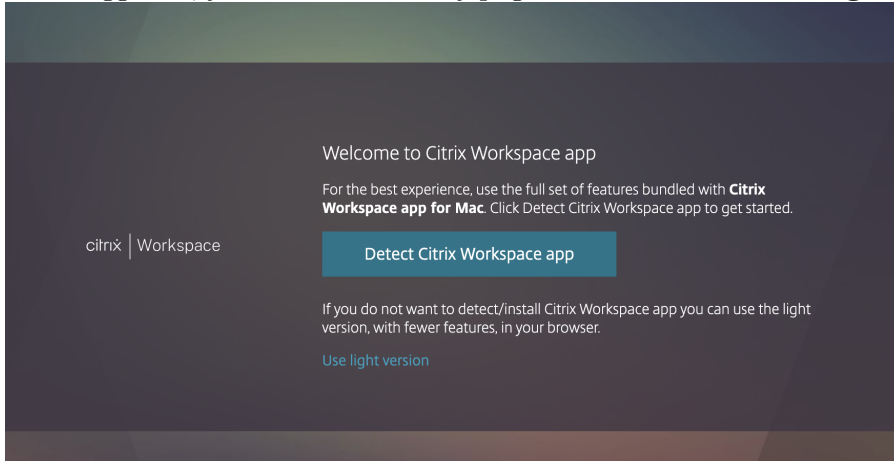 Welcome to Citrix Workspace app
For the best experience, use the full set of features bundled with Citrix
Workspace app for Mac. Click Detect Citrix Workspace app to get started.
citrix | Workspace
Detect Citrix Workspace app
If you do not want to detect/install Citrix Workspace app you can use the light
version, with fewer features, in your browser.
Use light version